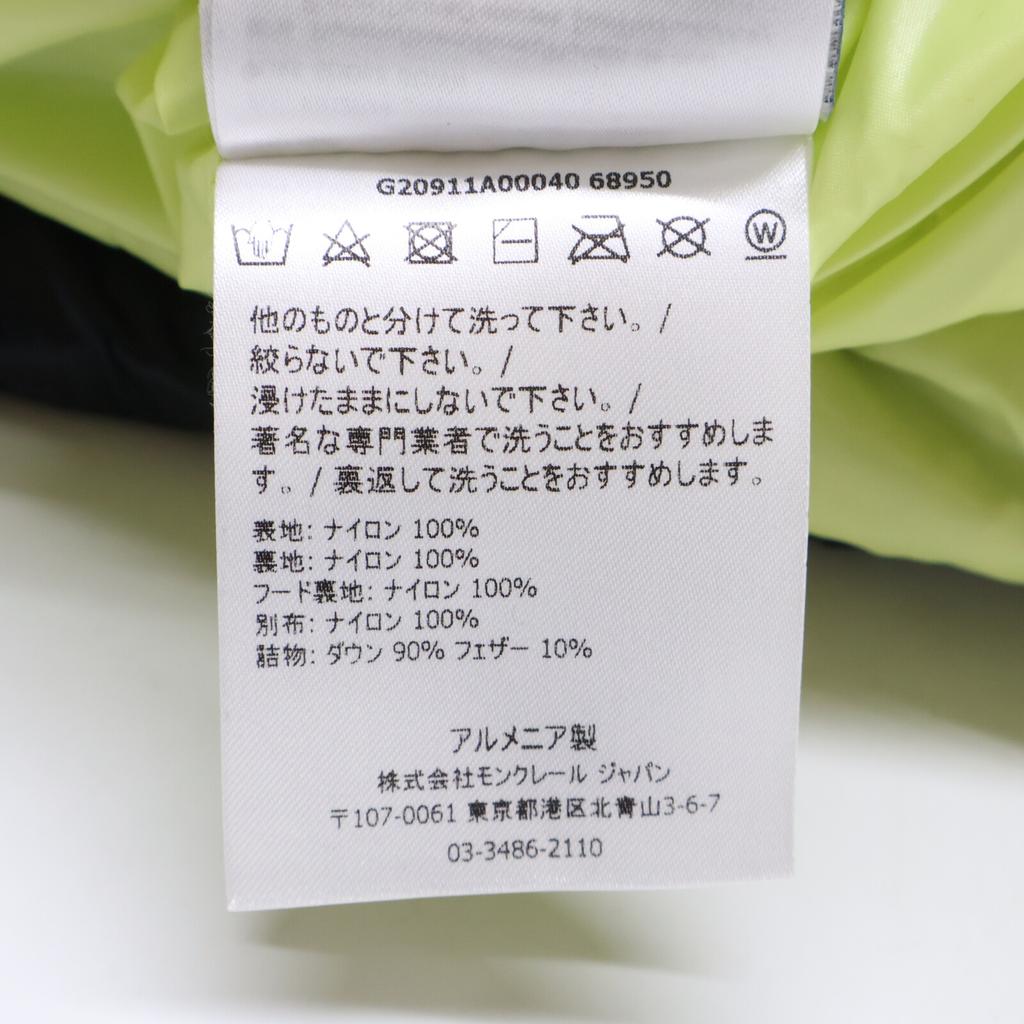 G20911A00040 68950
W
他のものと分けて洗って下さい。/
絞らないで下さい。/
浸けたままにしないで下さい。/
著名な専門業者で洗うことをおすすめしま
す。/ 裏返して洗うことをおすすめします。
表地: ナイロン 100%
裏地: ナイロン 100%
フード裏地: ナイロン 100%
別布: ナイロン 100%
詰物: ダウン 90% フェザー 10%
アルメニア製
株式会社モンクレール ジャパン
〒107-0061 東京都港区北青山3-6-7
03-3486-2110